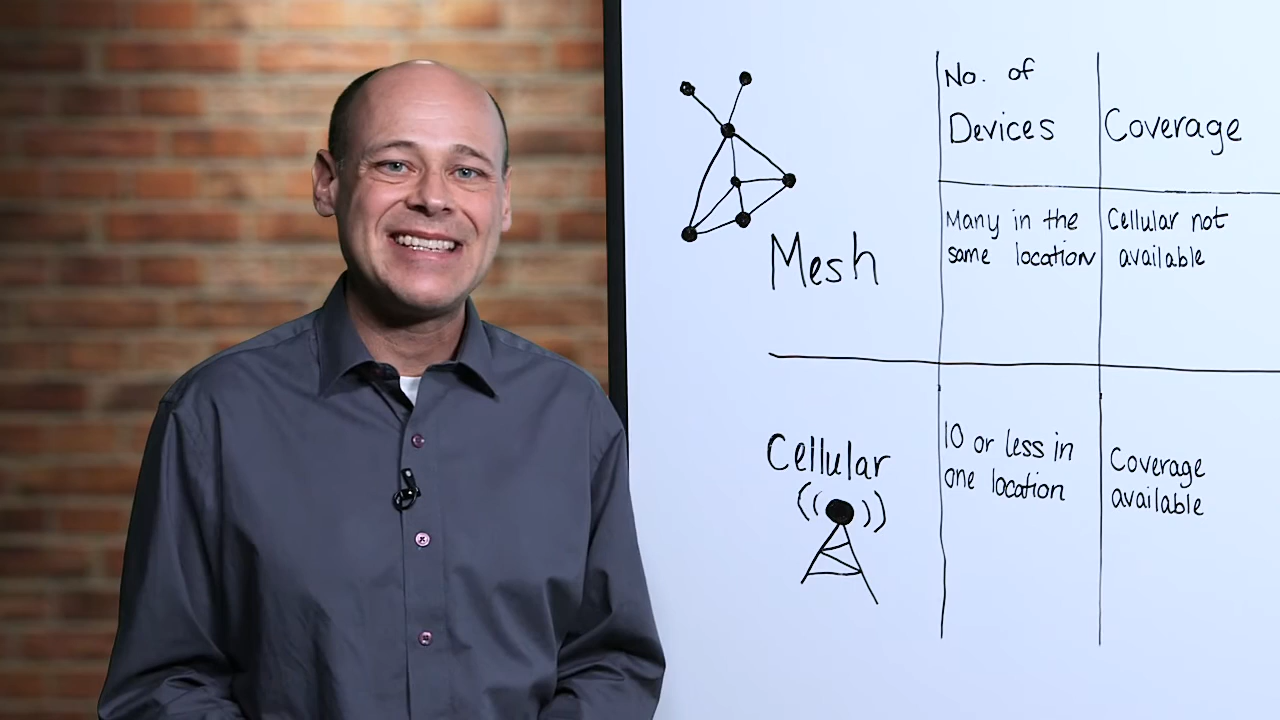 No. of
Devices
Coverage
Mesh
Many in the
same location
Cellular not
available
Cellular
10 or less in
one location
Coverage
available